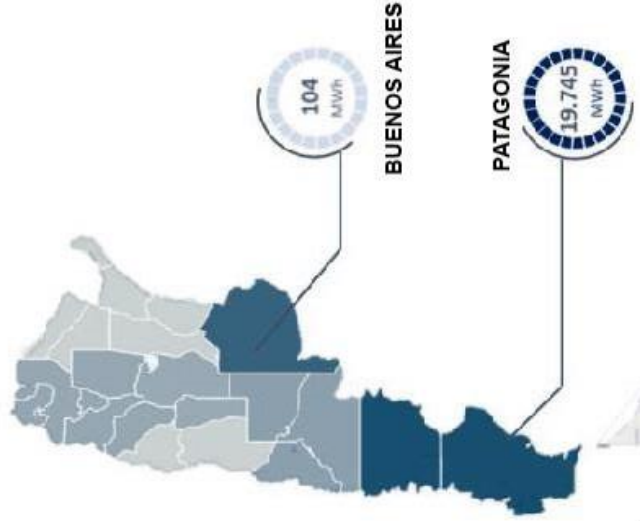 104
MWh
BUENOS AIRES
PATAGONIA
19.745
MWh